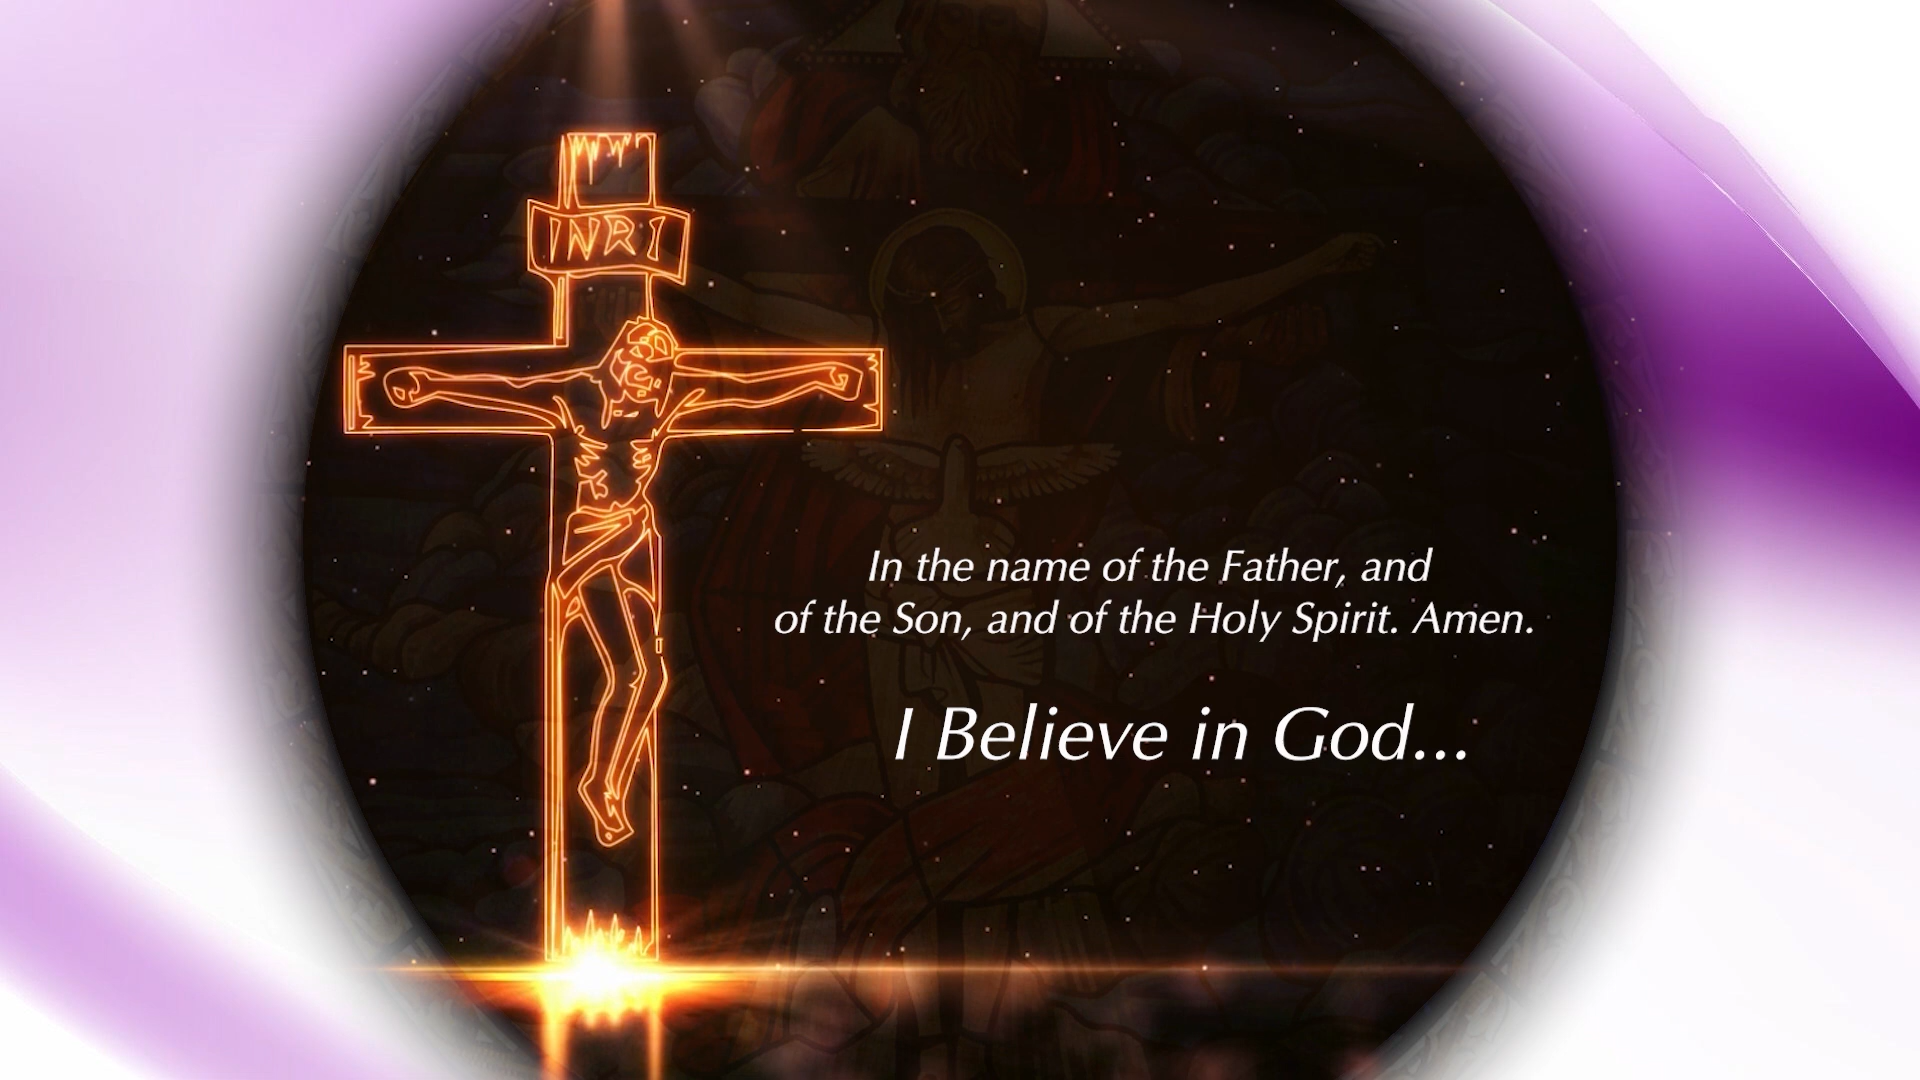 INRI
In the name of the Father, and
of the Son, and of the Holy Spirit. Amen.
I Believe in God...